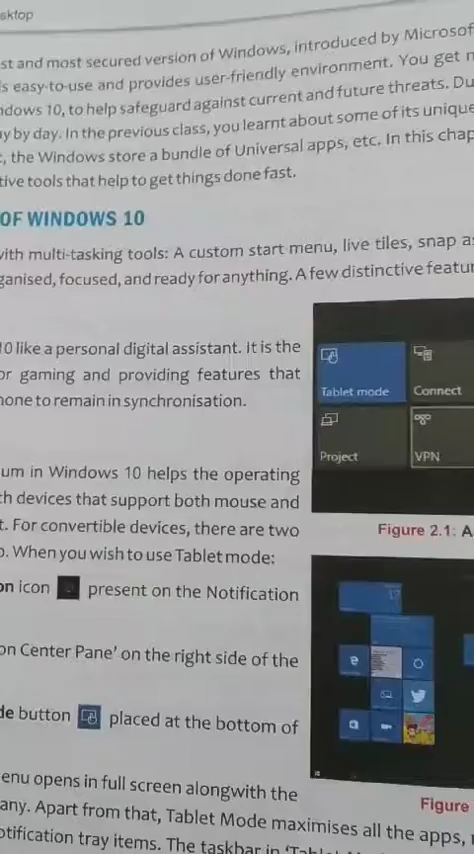 sktop
st and most secured version of Windows, introduced by Microsof
s easy-to-use and provides user-friendly environment. You get
ndows 10, to help safeguard against current and future threats. Du
y by day. In the previous class, you learnt about some of its unique
, the Windows store a bundle of Universal apps, etc. In this chap
tive tools that help to get things done fast.
OF WINDOWS 10
with multi-tasking tools: A custom start menu, live tiles, snap
ganised, focused, and ready for anything. A few distinctive featur
10 like a personal digital assistant. it is the
or gaming and providing features that
hone to remain in synchronisation.
Tablet mode
Connect
Project
VPN
um in Windows 10 helps the operating
th devices that support both mouse and
t. For convertible devices, there are two
Figure 2.1: A
o. When you wish to use Tablet mode:
on icon present on the Notification
on Center Pane' on the right side of the
de button placed at the bottom of
enu opens in full screen alongwith the
Figure
any. Apart from that, Tablet Mode maximises all the apps,
otification tray items. The taskbar in 'Tablet